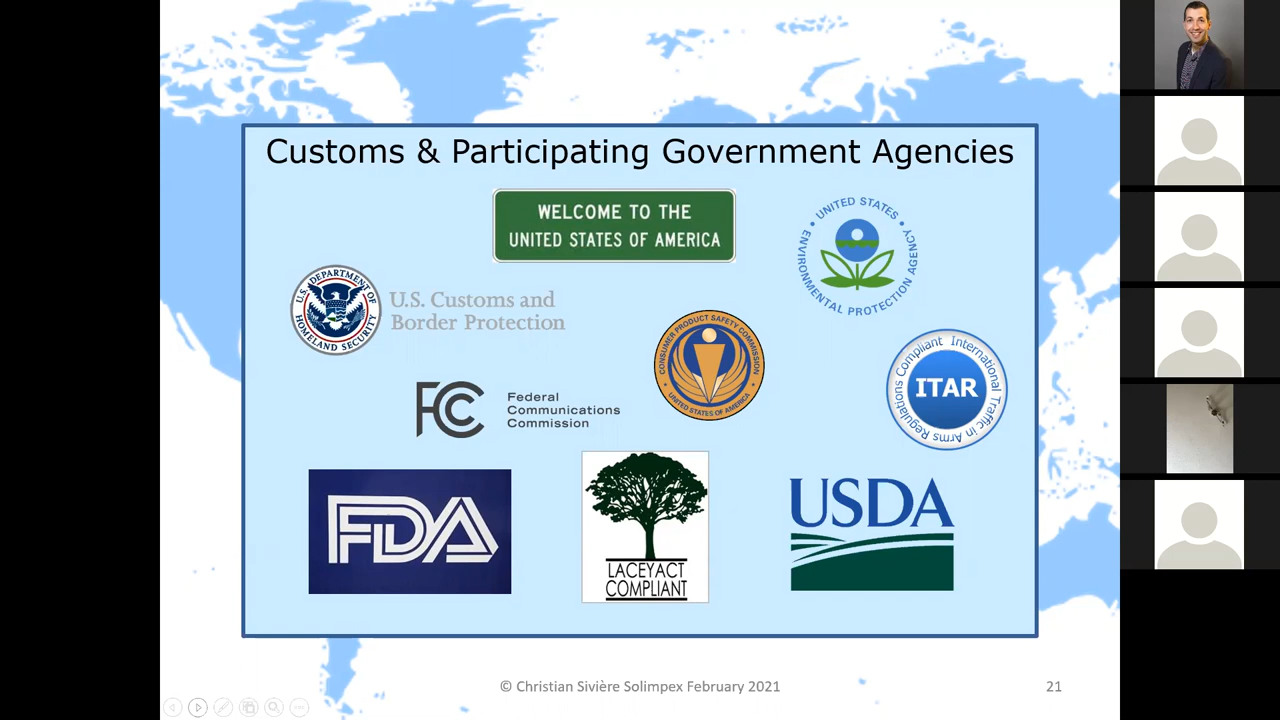 Customs & Participating Government Agencies
WELCOME TO THE
UNITED STATES OF AMERICA
UNITED STATES
ENVIRONMENTAL PROTECTION AGENCY
U.S. DEPARTMENT OF
HOMELAND SECURITY
U.S. Customs and
Border Protection
CONSUMER PRODUCT SAFETY COMMISSION
UNITED STATES OF AMERICA
Compliant International Traffic in Arms Regulations
ITAR
FCC
Federal
Communications
Commission
FDA
LACEYACT
COMPLIANT
USDA
© Christian Sivière Solimpex February 2021
21